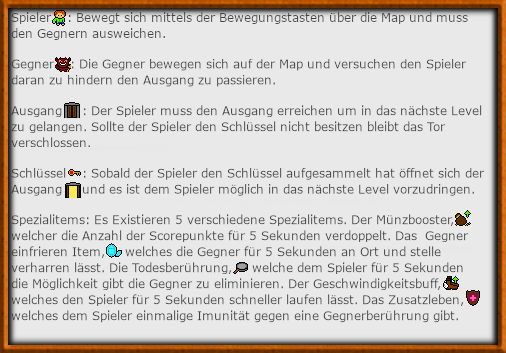 Spieler: Bewegt sich mittels der Bewegungstasten über die Map und muss
den Gegnern ausweichen.
Gegner: Die Gegner bewegen sich auf der Map und versuchen den Spieler
daran zu hindern den Ausgang zu passieren.
Ausgang: Der Spieler muss den Ausgang erreichen um in das nächste Level
zu gelangen. Sollte der Spieler den Schlüssel nicht besitzen bleibt das Tor
verschlossen.
Schlüssel: Sobald der Spieler den Schlüssel aufgesammelt hat öffnet sich der
Ausgang und es ist dem Spieler möglich in das nächste Level vorzudringen.
Spezialitems: Es Existieren 5 verschiedene Spezialitems. Der Münzbooster,
welcher die Anzahl der Scorepunkte für 5 Sekunden verdoppelt. Das Gegner
einfrieren Item, welches die Gegner für 5 Sekunden an Ort und stelle
verharren lässt. Die Todesberührung, welche dem Spieler für 5 Sekunden
die Möglichkeit gibt die Gegner zu eliminieren. Der Geschwindigkeitsbuff,
welches den Spieler für 5 Sekunden schneller laufen lässt. Das Zusatzleben,
welches dem Spieler einmalige Imunität gegen eine Gegnerberührung gibt.